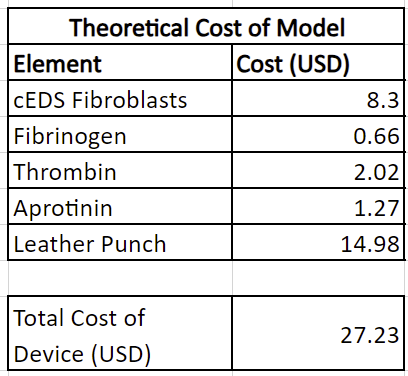 Theoretical Cost of Model
Element Cost (USD)
cEDS Fibroblasts 8.3
Fibrinogen 0.66
Thrombin 2.02
Aprotinin 1.27
Leather Punch 14.98
Total Cost of
Device (USD) 27.23